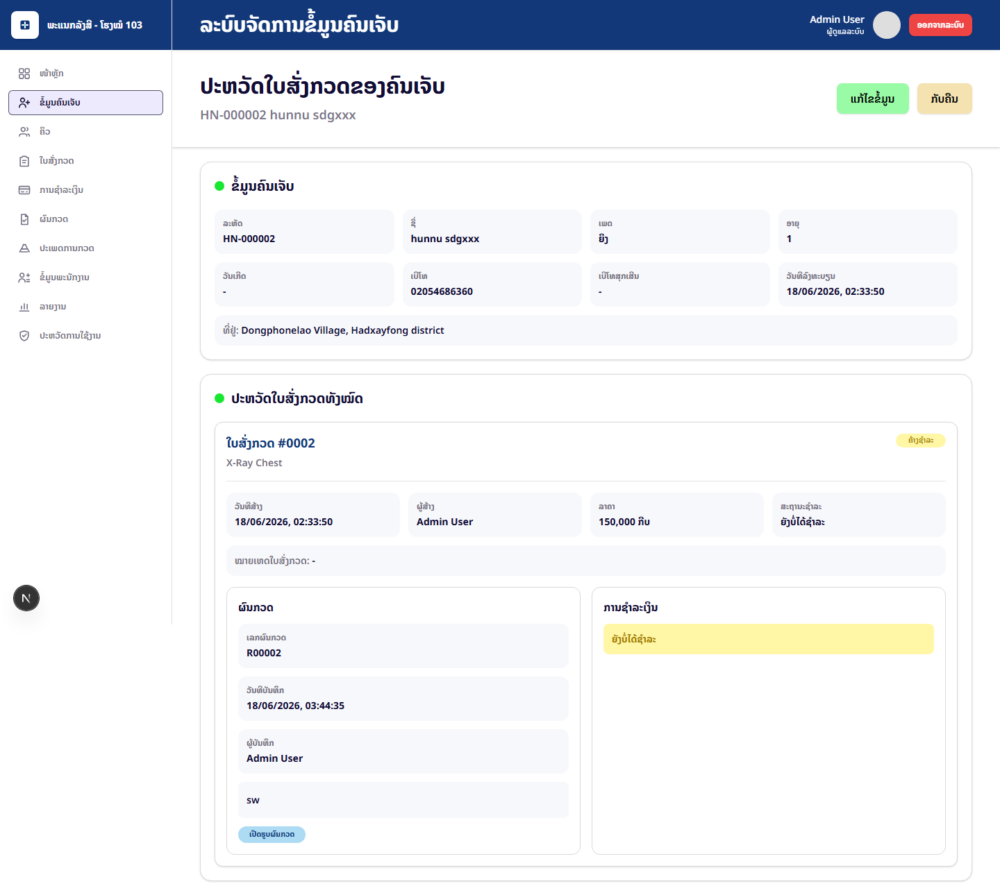 ພະແນກລັງສີ - ໂຮງໝໍ 103
ລະບົບຈັດການຂໍ້ມູນຄົນເຈັບ
Admin User
ຜູ້ດູແລລະບົບ
ອອກຈາກລະບົບ
ໜ້າຫຼັກ
ຂໍ້ມູນຄົນເຈັບ
ຄິວ
ໃບສັ່ງກວດ
ການຊຳລະເງິນ
ຜົນກວດ
ປະເພດການກວດ
ຂໍ້ມູນພະນັກງານ
ລາຍງານ
ປະຫວັດການໃຊ້ງານ
ປະຫວັດໃບສັ່ງກວດຂອງຄົນເຈັບ
HN-000002 hunnu sdgxxx
ແກ້ໄຂຂໍ້ມູນ
ກັບຄືນ
ຂໍ້ມູນຄົນເຈັບ
ລະຫັດ
HN-000002
ຊື່
hunnu sdgxxx
ເພດ
ຍິງ
ອາຍຸ
1
ວັນເກີດ
-
ເບີໂທ
02054686360
ເບີໂທສຸກເສີນ
-
ວັນທີລົງທະບຽນ
18/06/2026, 02:33:50
ທີ່ຢູ່: Dongphonelao Village, Hadxayfong district
ປະຫວັດໃບສັ່ງກວດທັງໝົດ
ໃບສັ່ງກວດ #0002
X-Ray Chest
ຄ້າງຊຳລະ
ວັນທີສ້າງ
18/06/2026, 02:33:50
ຜູ້ສ້າງ
Admin User
ລາຄາ
150,000 ກີບ
ສະຖານະຊຳລະ
ຍັງບໍ່ໄດ້ຊຳລະ
ໝາຍເຫດໃບສັ່ງກວດ: -
ຜົນກວດ
ເລກຜົນກວດ
R00002
ວັນທີບັນທຶກ
18/06/2026, 03:44:35
ຜູ້ບັນທຶກ
Admin User
sw
ເປີດຮູບຜົນກວດ
ການຊຳລະເງິນ
ຍັງບໍ່ໄດ້ຊຳລະ